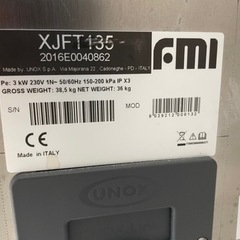 XJFT135
2016E0040862
FMI
Made by: UNOX S.p.A. Via Majorana 22, Cadoneghe - PD - ITALY
Pe: 3 kW 230V 1N~ 50/60Hz 150-200 kPa IP X3
GROSS WEIGHT: 38,5 kg NET WEIGHT: 36 kg
SER.
MOD
Made in ITALY
UNOX